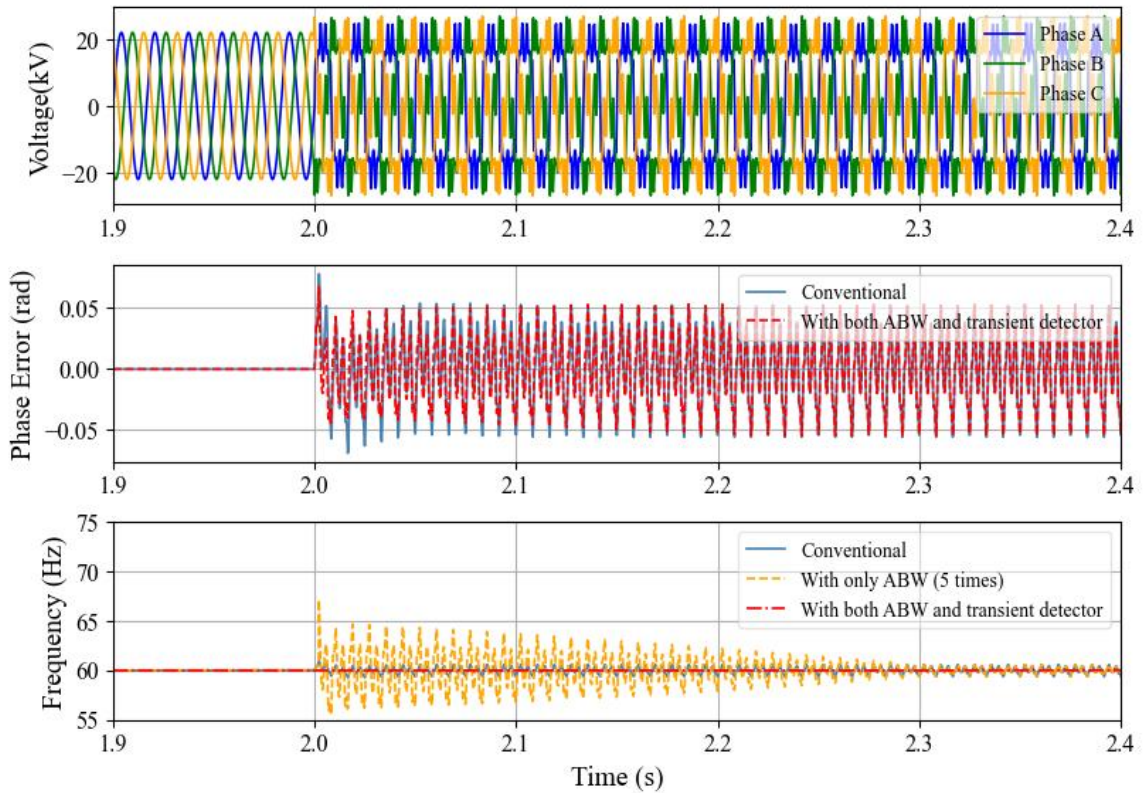 Voltage(kV)
20
0
−20
Phase A
Phase B
Phase C
1.9 2.0 2.1 2.2 2.3 2.4
Phase Error (rad)
0.05
0.00
−0.05
Conventional
With both ABW and transient detector
1.9 2.0 2.1 2.2 2.3 2.4
Frequency (Hz)
75
70
65
60
55
Conventional
With only ABW (5 times)
With both ABW and transient detector
1.9 2.0 2.1 2.2 2.3 2.4
Time (s)